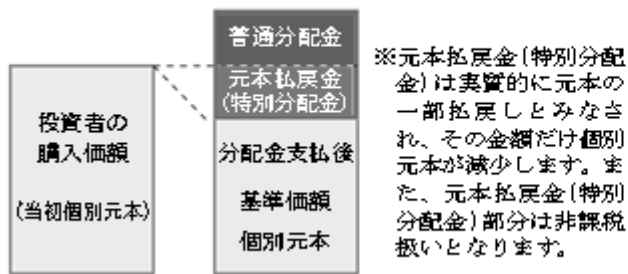 投資者の
購入価額
(当初個別元本)
普通分配金
元本払戻金
(特別分配金)
分配金支払後
基準価額
個別元本
※元本払戻金(特別分配
金)は実質的に元本の
一部払戻しとみなさ
れ、その金額だけ個別
元本が減少します。ま
た、元本払戻金(特別
分配金)部分は非課税
扱いとなります。